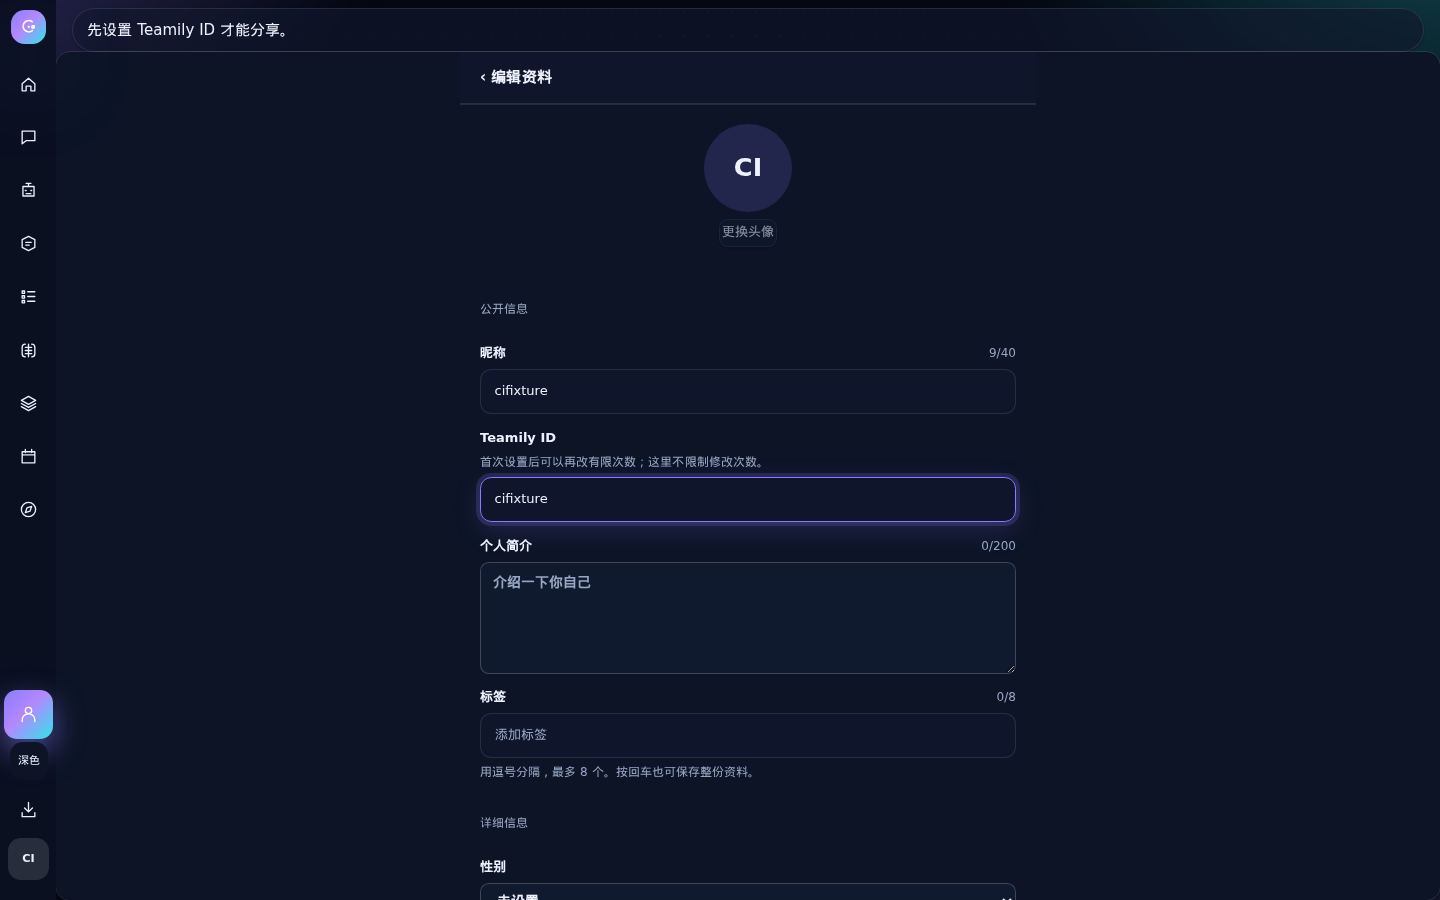 先设置 Teamily ID 才能分享。
‹ 编辑资料
CI
更换头像
公开信息
昵称 9/40
cifixture
Teamily ID
首次设置后可以再改有限次数；这里不限制修改次数。
cifixture
个人简介 0/200
介绍一下你自己
标签 0/8
添加标签
用逗号分隔，最多 8 个。按回车也可保存整份资料。
详细信息
性别
未设置
深色
CI